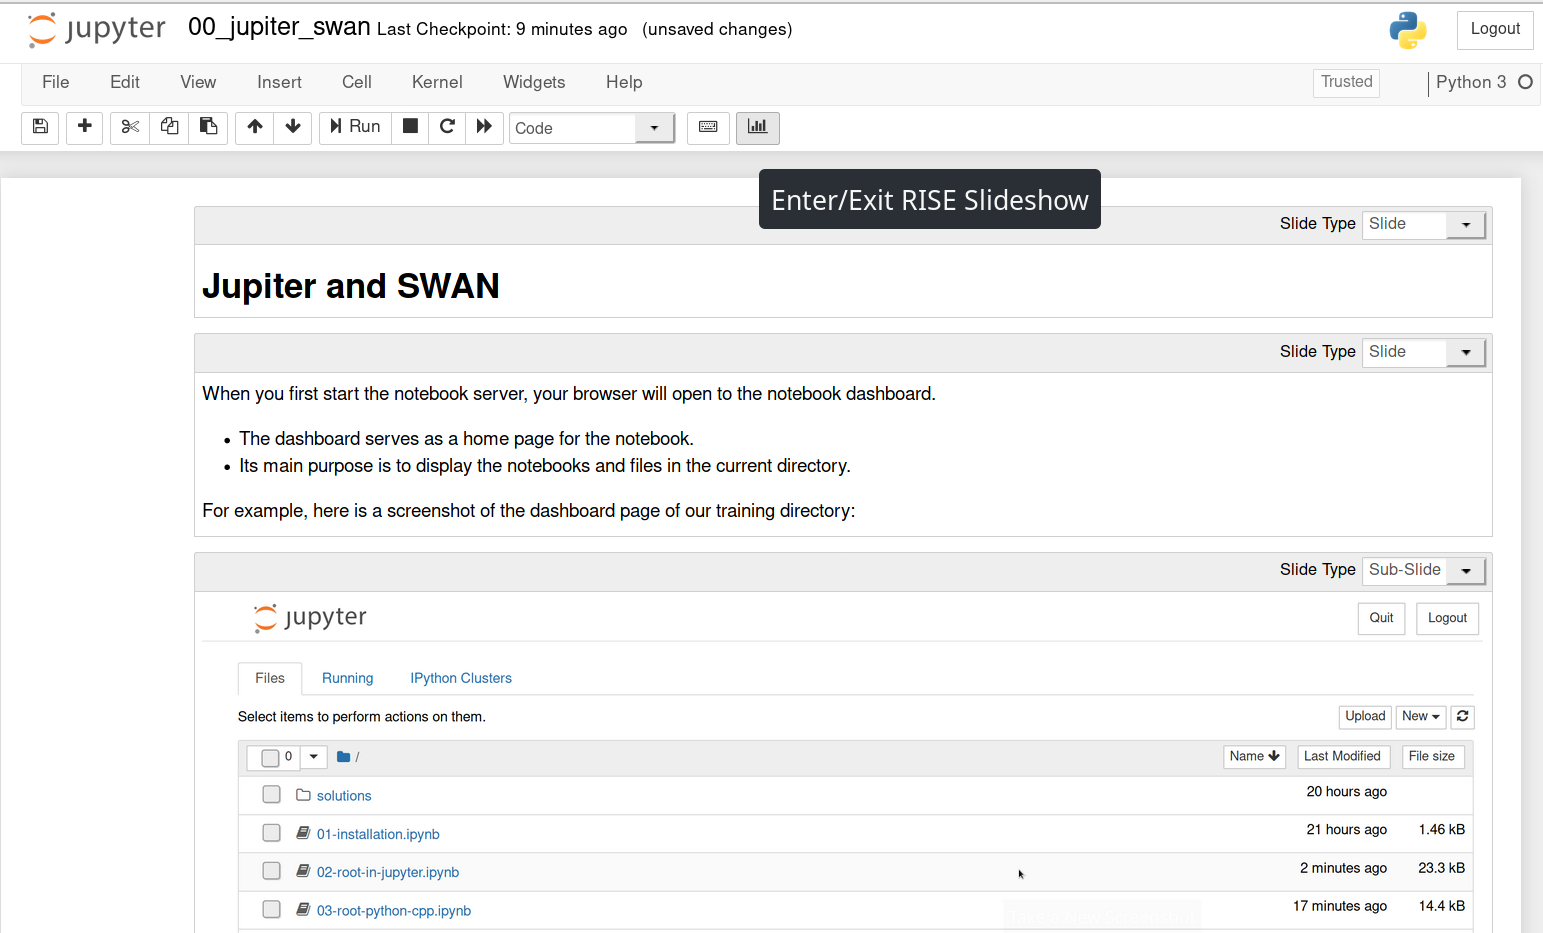 jupyter 00_jupiter_swan Last Checkpoint: 9 minutes ago (unsaved changes) Logout
File Edit View Insert Cell Kernel Widgets Help Trusted Python 3
Run Code
Enter/Exit RISE Slideshow
Slide Type Slide
Jupiter and SWAN
Slide Type Slide
When you first start the notebook server, your browser will open to the notebook dashboard.
• The dashboard serves as a home page for the notebook.
• Its main purpose is to display the notebooks and files in the current directory.
For example, here is a screenshot of the dashboard page of our training directory:
Slide Type Sub-Slide
jupyter Quit Logout
Files Running IPython Clusters
Select items to perform actions on them. Upload New
0 / Name Last Modified File size
solutions 20 hours ago
01-installation.ipynb 21 hours ago 1.46 kB
02-root-in-jupyter.ipynb 2 minutes ago 23.3 kB
03-root-python-cpp.ipynb 17 minutes ago 14.4 kB